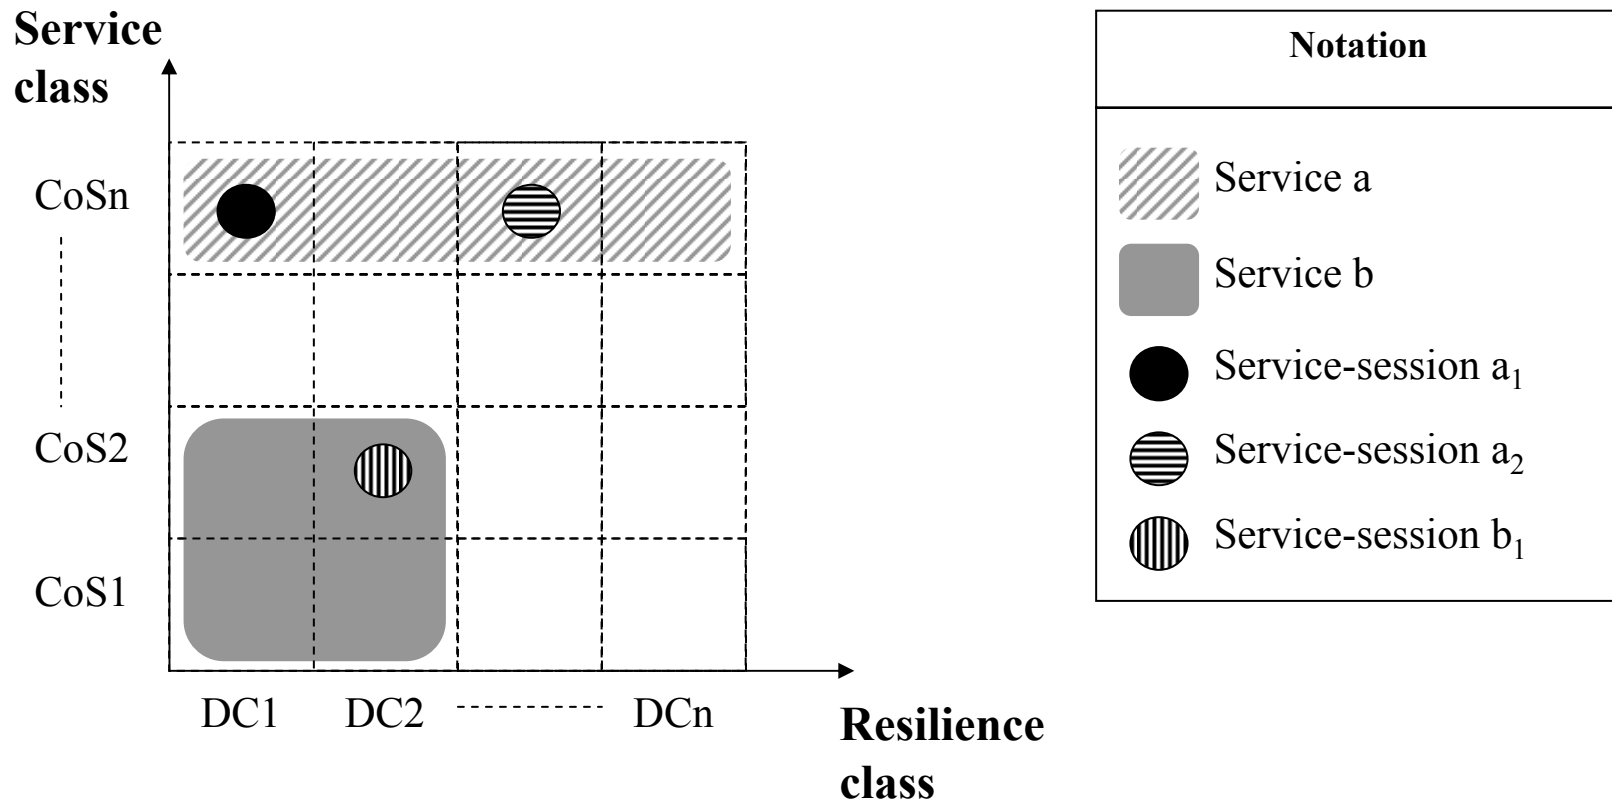 Service
class
CoSn
CoS2
CoS1
DC1 DC2 DCn
Resilience
class
Notation
Service a
Service b
Service-session a₁
Service-session a₂
Service-session b₁